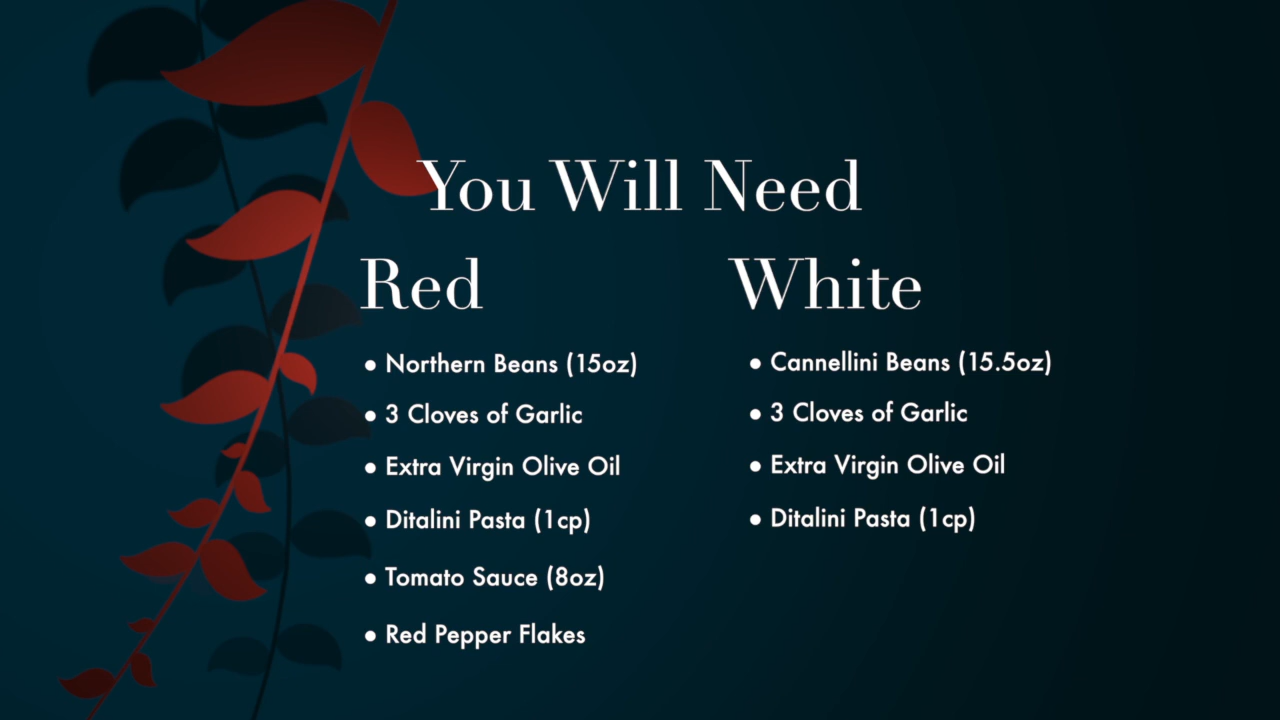 You Will Need
Red
• Northern Beans (15oz)
• 3 Cloves of Garlic
• Extra Virgin Olive Oil
• Ditalini Pasta (1cp)
• Tomato Sauce (8oz)
• Red Pepper Flakes
White
• Cannellini Beans (15.5oz)
• 3 Cloves of Garlic
• Extra Virgin Olive Oil
• Ditalini Pasta (1cp)